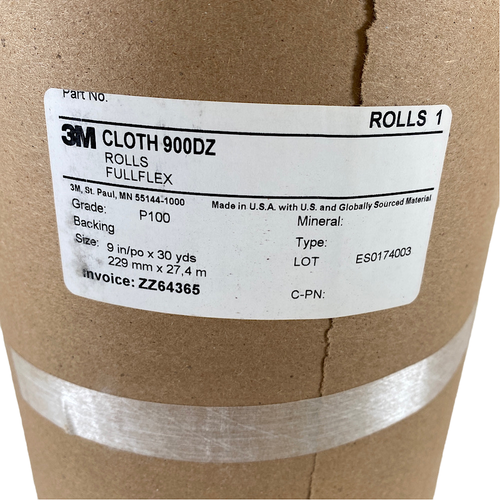 Part No.
ROLLS 1
3M CLOTH 900DZ
ROLLS
FULLFLEX
3M, St. Paul, MN 55144-1000
Made in U.S.A. with U.S. and Globally Sourced Material
Grade: P100
Mineral:
Backing
Type:
Size: 9 in/po x 30 yds
229 mm x 27,4 m
LOT ES0174003
Invoice: ZZ64365
C-PN: